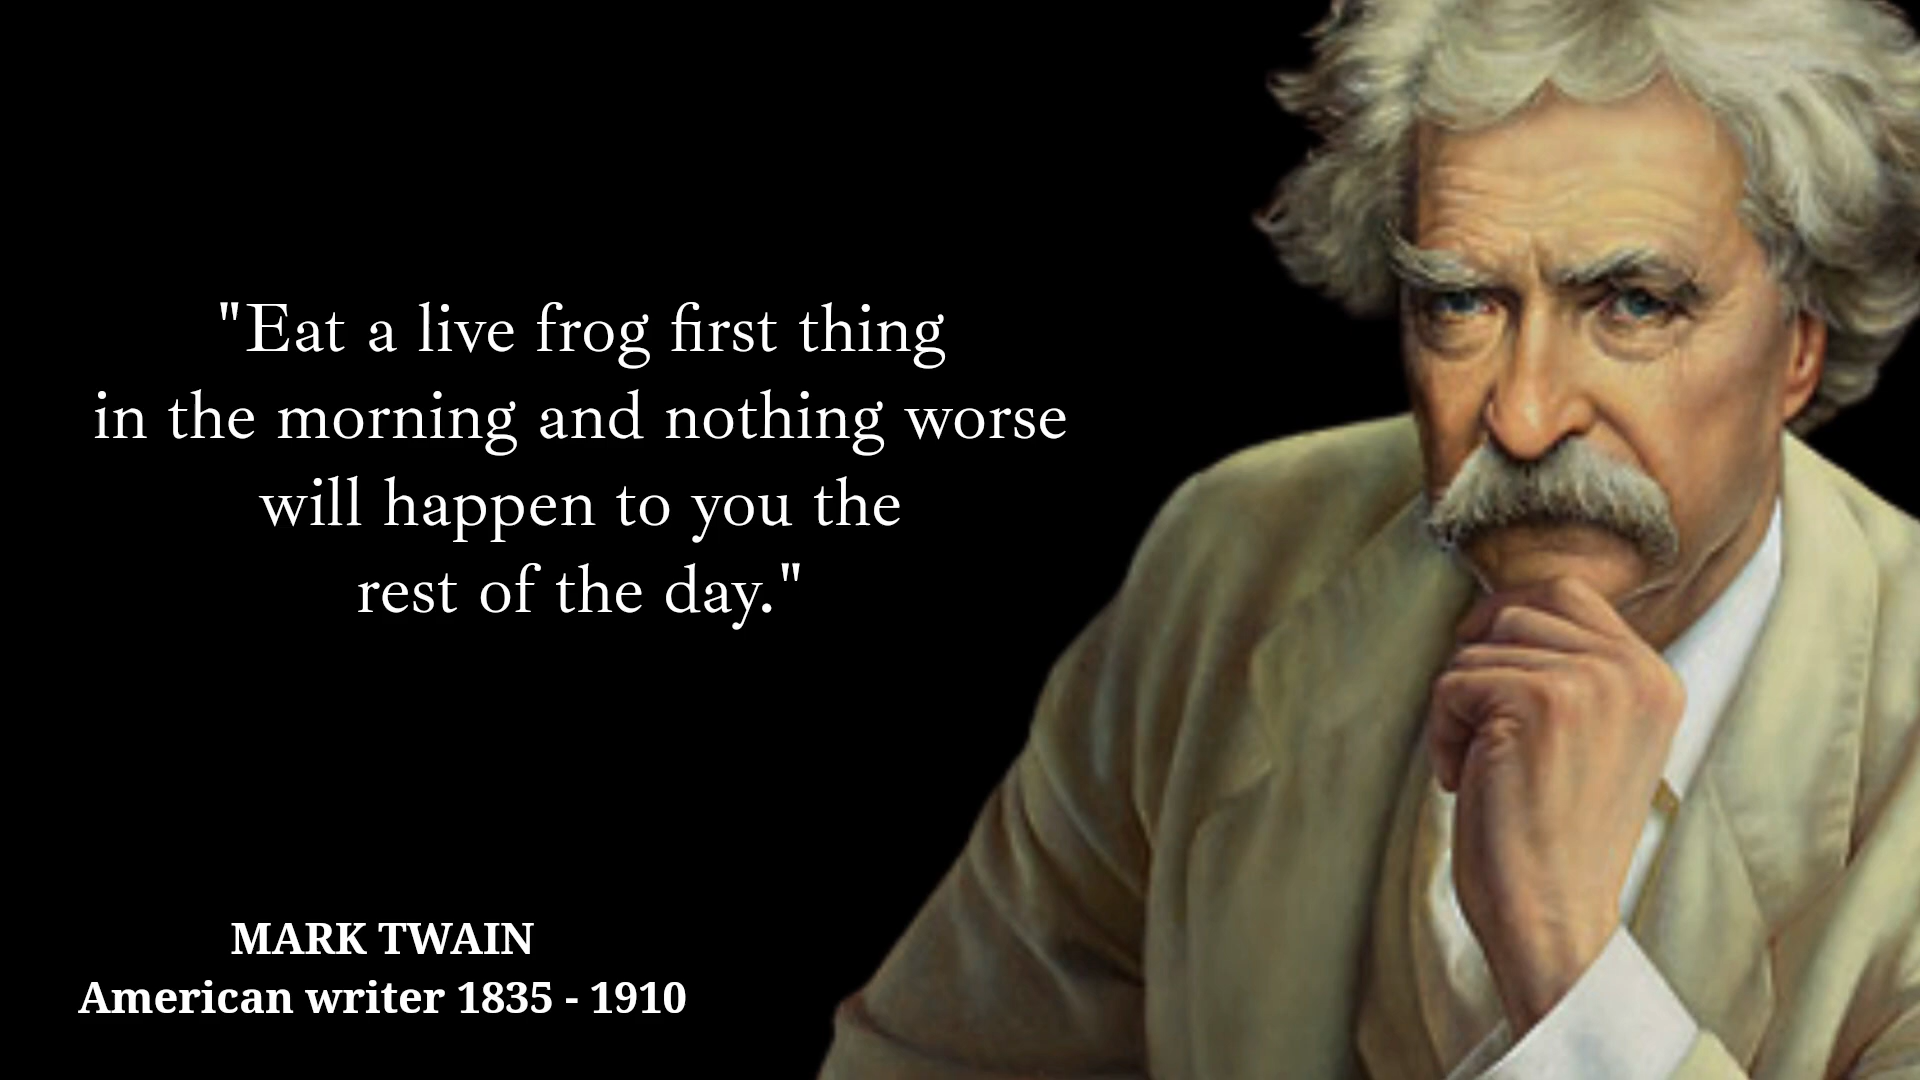 "Eat a live frog first thing
in the morning and nothing worse
will happen to you the
rest of the day."
MARK TWAIN
American writer 1835 - 1910